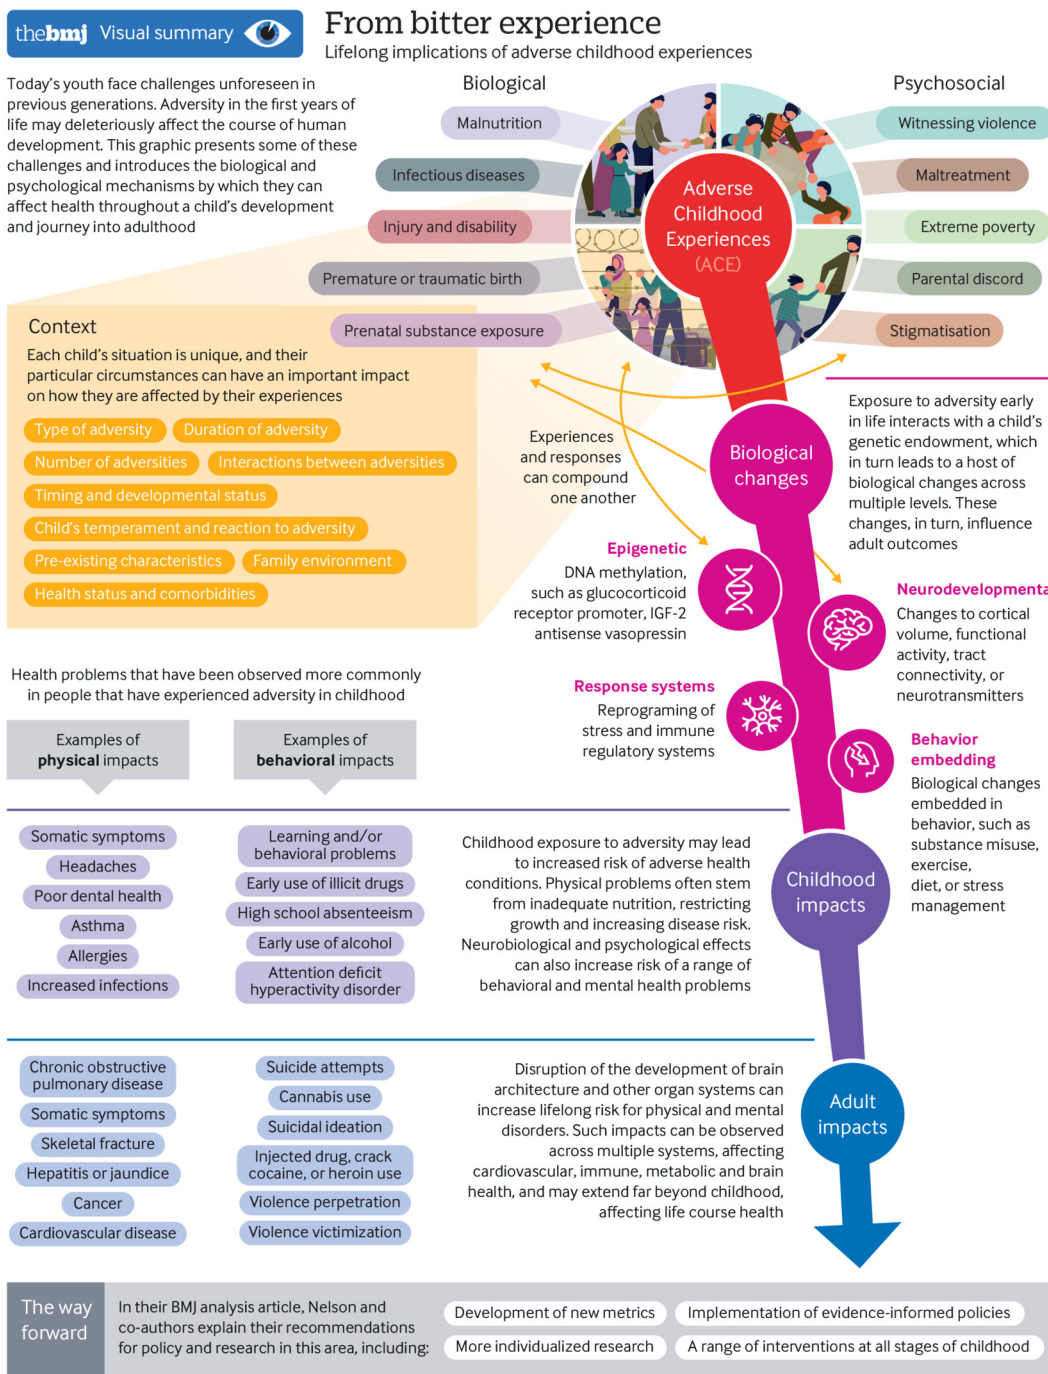 thebmj Visual summary
From bitter experience
Lifelong implications of adverse childhood experiences
Today's youth face challenges unforeseen in
previous generations. Adversity in the first years of
life may deleteriously affect the course of human
development. This graphic presents some of these
challenges and introduces the biological and
psychological mechanisms by which they can
affect health throughout a child's development
and journey into adulthood
Biological
Malnutrition
Infectious diseases
Injury and disability
Premature or traumatic birth
Prenatal substance exposure
Psychosocial
Witnessing violence
Maltreatment
Extreme poverty
Parental discord
Stigmatisation
Adverse
Childhood
Experiences
(ACE)
Context
Each child's situation is unique, and their
particular circumstances can have an important impact
on how they are affected by their experiences
Type of adversity
Duration of adversity
Number of adversities
Interactions between adversities
Timing and developmental status
Child's temperament and reaction to adversity
Pre-existing characteristics
Family environment
Health status and comorbidities
Experiences
and responses
can compound
one another
Biological
changes
Exposure to adversity early
in life interacts with a child's
genetic endowment, which
in turn leads to a host of
biological changes across
multiple levels. These
changes, in turn, influence
adult outcomes
Epigenetic
DNA methylation,
such as glucocorticoid
receptor promoter, IGF-2
antisense vasopressin
Neurodevelopmenta
Changes to cortical
volume, functional
activity, tract
connectivity, or
neurotransmitters
Response systems
Reprograming of
stress and immune
regulatory systems
Behavior
embedding
Biological changes
embedded in
behavior, such as
substance misuse,
exercise,
diet, or stress
management
Health problems that have been observed more commonly
in people that have experienced adversity in childhood
Examples of
physical impacts
Examples of
behavioral impacts
Somatic symptoms
Headaches
Poor dental health
Asthma
Allergies
Increased infections
Learning and/or
behavioral problems
Early use of illicit drugs
High school absenteeism
Early use of alcohol
Attention deficit
hyperactivity disorder
Childhood exposure to adversity may lead
to increased risk of adverse health
conditions. Physical problems often stem
from inadequate nutrition, restricting
growth and increasing disease risk.
Neurobiological and psychological effects
can also increase risk of a range of
behavioral and mental health problems
Childhood
impacts
Chronic obstructive
pulmonary disease
Somatic symptoms
Skeletal fracture
Hepatitis or jaundice
Cancer
Cardiovascular disease
Suicide attempts
Cannabis use
Suicidal ideation
Injected drug, crack
cocaine, or heroin use
Violence perpetration
Violence victimization
Disruption of the development of brain
architecture and other organ systems can
increase lifelong risk for physical and mental
disorders. Such impacts can be observed
across multiple systems, affecting
cardiovascular, immune, metabolic and brain
health, and may extend far beyond childhood,
affecting life course health
Adult
impacts
The way
forward
In their BMJ analysis article, Nelson and
co-authors explain their recommendations
for policy and research in this area, including:
Development of new metrics
Implementation of evidence-informed policies
More individualized research
A range of interventions at all stages of childhood